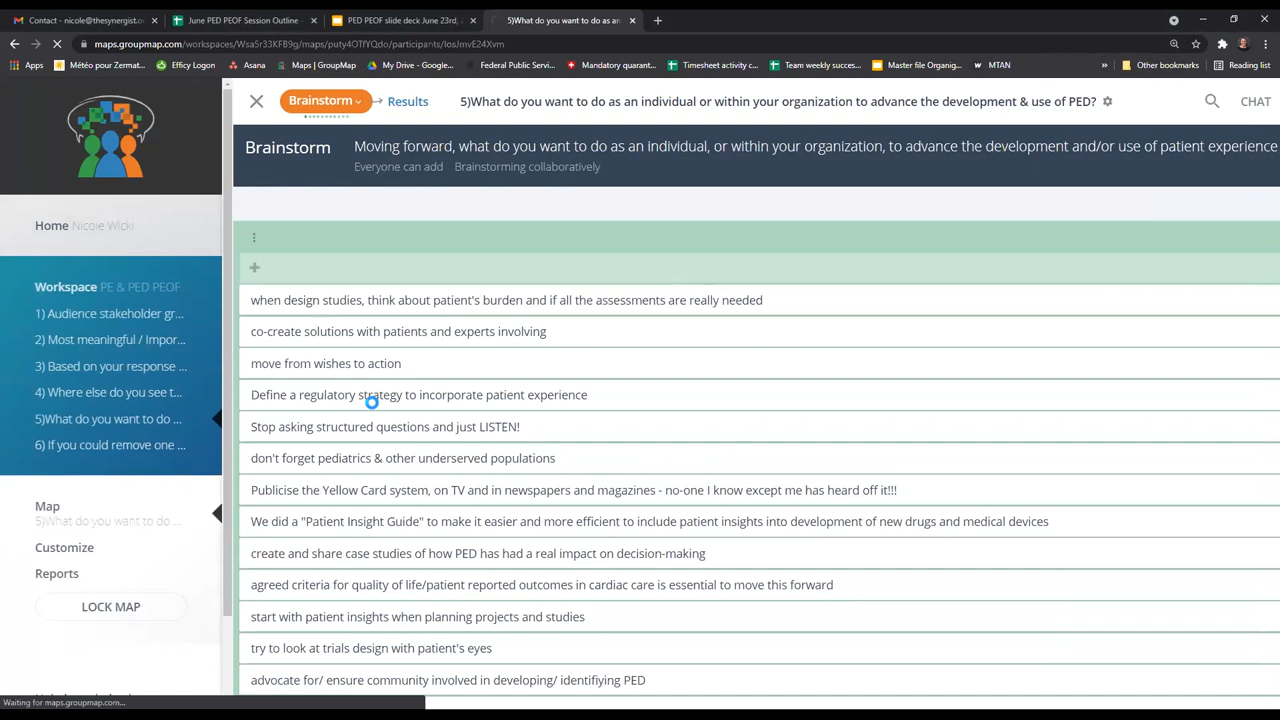 Contact - nicole@thesynergist.or
June PED PEOF Session Outline -
PED PEOF slide deck June 23rd,
5)What do you want to do as an
maps.groupmap.com/workspaces/Wsa5r33KFB9g/maps/puty4OTfYQdo/participants/losJmvE24Xvm
Apps
Météo pour Zermat...
Efficy Logon
Asana
Maps | GroupMap
My Drive - Google...
Federal Public Servi...
Mandatory quarant...
Timesheet activity c...
Team weekly succes...
Master file Organig...
MTAN
Other bookmarks
Reading list
Brainstorm
Results
5)What do you want to do as an individual or within your organization to advance the development & use of PED?
CHAT
Brainstorm
Moving forward, what do you want to do as an individual, or within your organization, to advance the development and/or use of patient experience
Everyone can add Brainstorming collaboratively
Home Nicole Wicki
Workspace PE & PED PEOF
1) Audience stakeholder gr...
2) Most meaningful / Impor...
3) Based on your response ...
4) Where else do you see t...
5)What do you want to do ...
6) If you could remove one ...
Map
5)What do you want to do ...
Customize
Reports
LOCK MAP
when design studies, think about patient's burden and if all the assessments are really needed
co-create solutions with patients and experts involving
move from wishes to action
Define a regulatory strategy to incorporate patient experience
Stop asking structured questions and just LISTEN!
don't forget pediatrics & other underserved populations
Publicise the Yellow Card system, on TV and in newspapers and magazines - no-one I know except me has heard off it!!!
We did a "Patient Insight Guide" to make it easier and more efficient to include patient insights into development of new drugs and medical devices
create and share case studies of how PED has had a real impact on decision-making
agreed criteria for quality of life/patient reported outcomes in cardiac care is essential to move this forward
start with patient insights when planning projects and studies
try to look at trials design with patient's eyes
advocate for/ ensure community involved in developing/ identifiying PED
Waiting for maps.groupmap.com...